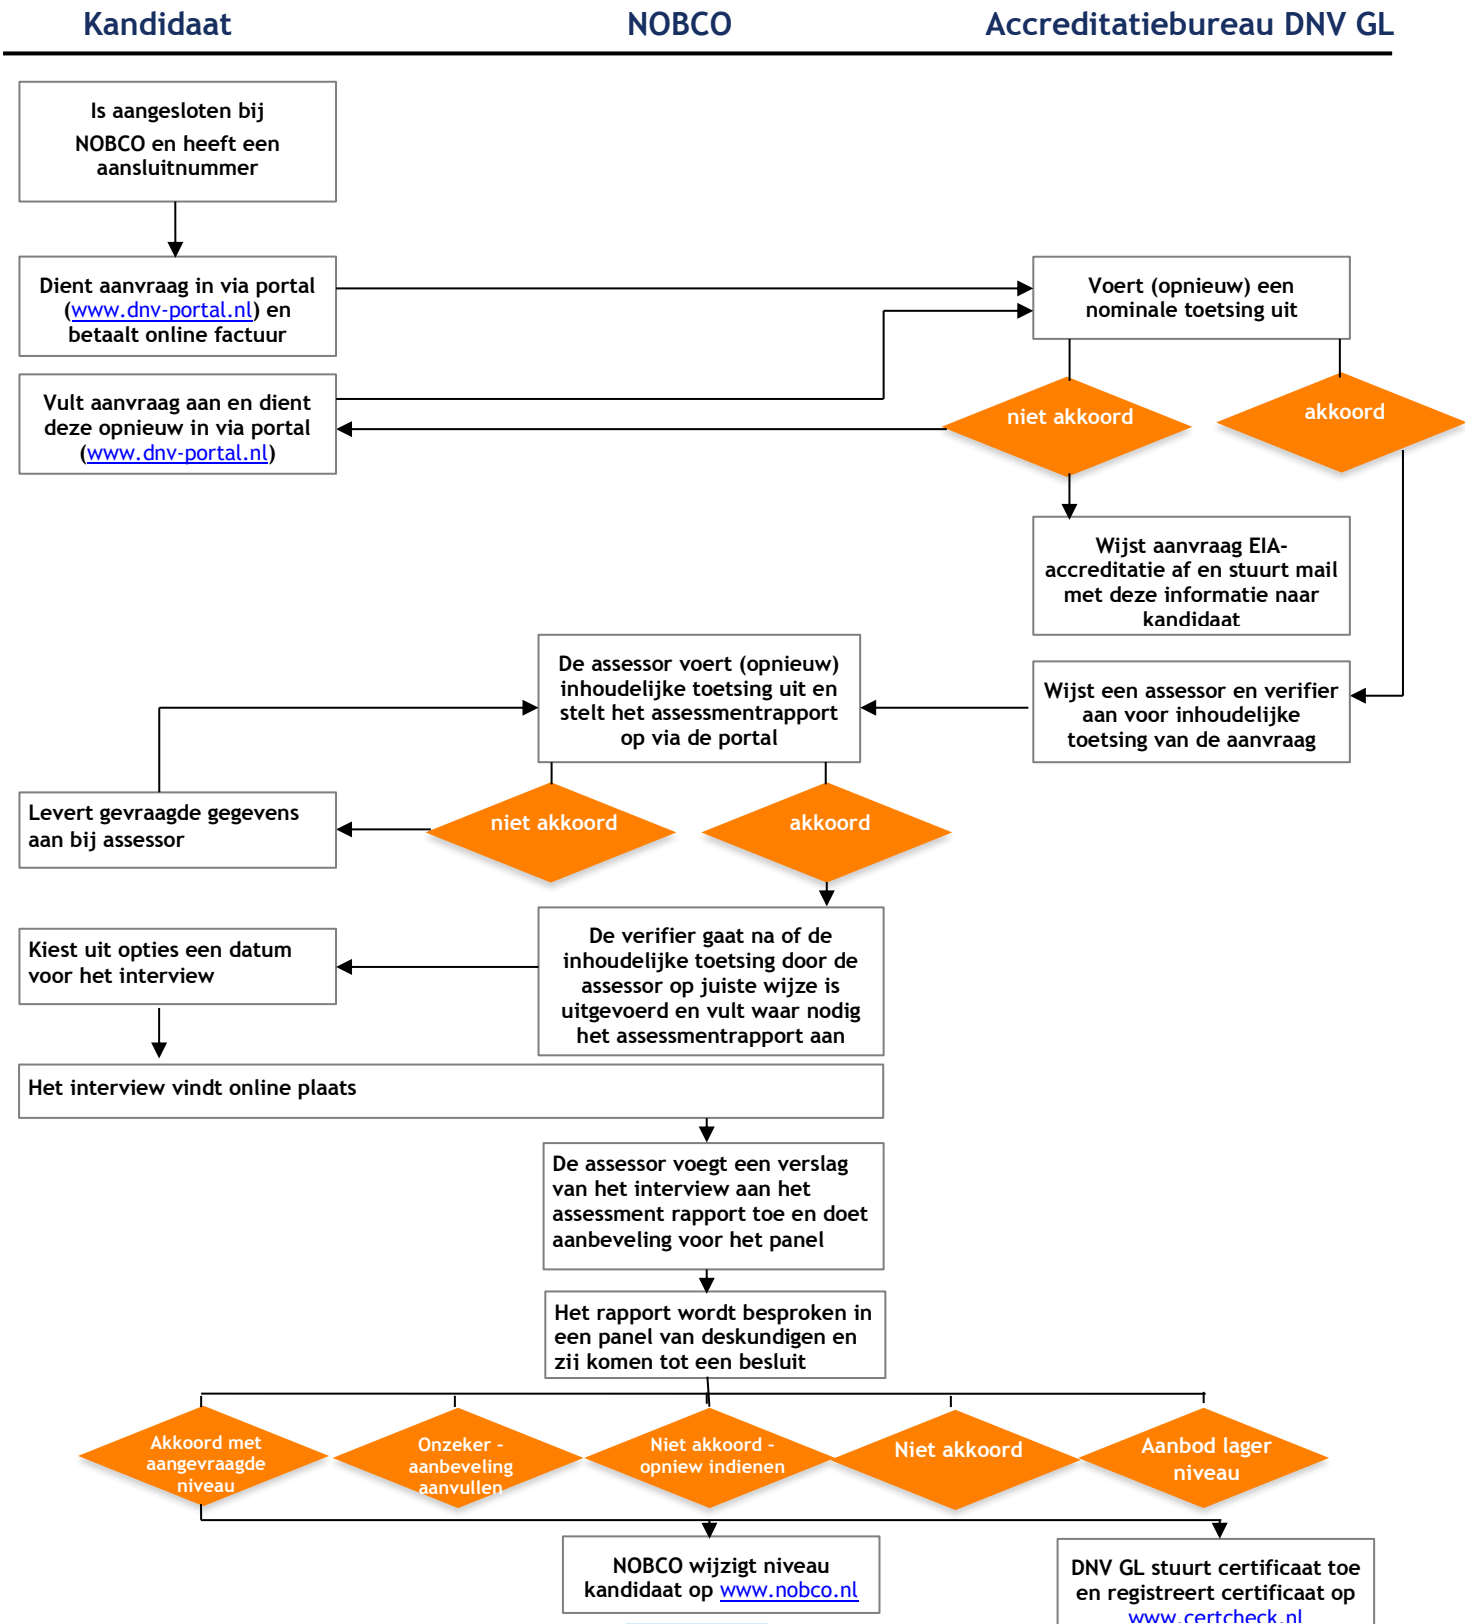 Kandidaat
NOBCO
Accreditatiebureau DNV GL
Is aangesloten bij
NOBCO en heeft een
aansluitnummer
Dient aanvraag in via portal
(www.dnv-portal.nl) en
betaalt online factuur
Voert (opnieuw) een
nominale toetsing uit
Vult aanvraag aan en dient
deze opnieuw in via portal
(www.dnv-portal.nl)
niet akkoord
akkoord
Wijst aanvraag EIA-
accreditatie af en stuurt mail
met deze informatie naar
kandidaat
De assessor voert (opnieuw)
inhoudelijke toetsing uit en
stelt het assessmentrapport
op via de portal
Wijst een assessor en verifier
aan voor inhoudelijke
toetsing van de aanvraag
Levert gevraagde gegevens
aan bij assessor
niet akkoord
akkoord
Kiest uit opties een datum
voor het interview
De verifier gaat na of de
inhoudelijke toetsing door de
assessor op juiste wijze is
uitgevoerd en vult waar nodig
het assessmentrapport aan
Het interview vindt online plaats
De assessor voegt een verslag
van het interview aan het
assessment rapport toe en doet
aanbeveling voor het panel
Het rapport wordt besproken in
een panel van deskundigen en
zij komen tot een besluit
Akkoord met
aangevraagde
niveau
Onzeker –
aanbeveling
aanvullen
Niet akkoord –
opniew indienen
Niet akkoord
Aanbod lager
niveau
NOBCO wijzigt niveau
kandidaat op www.nobco.nl
DNV GL stuurt certificaat toe
en registreert certificaat op
www.certcheck.nl